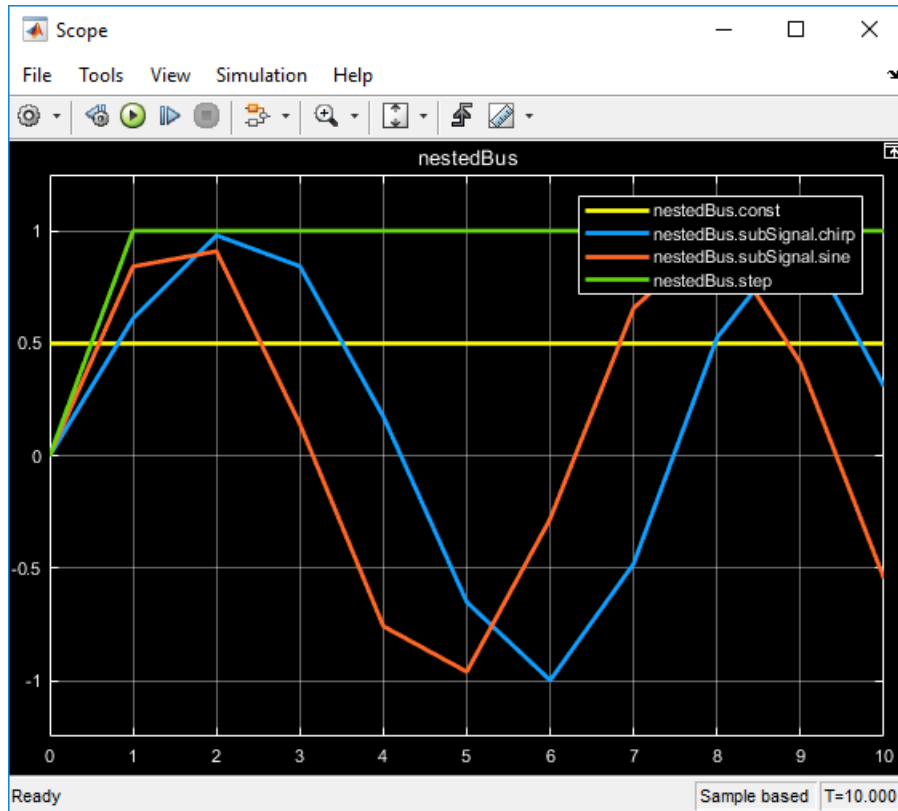 Scope
File Tools View Simulation Help
nestedBus
nestedBus.const
nestedBus.subSignal.chirp
nestedBus.subSignal.sine
nestedBus.step
1
0.5
0
-0.5
-1
0 1 2 3 4 5 6 7 8 9 10
Ready Sample based T=10.000